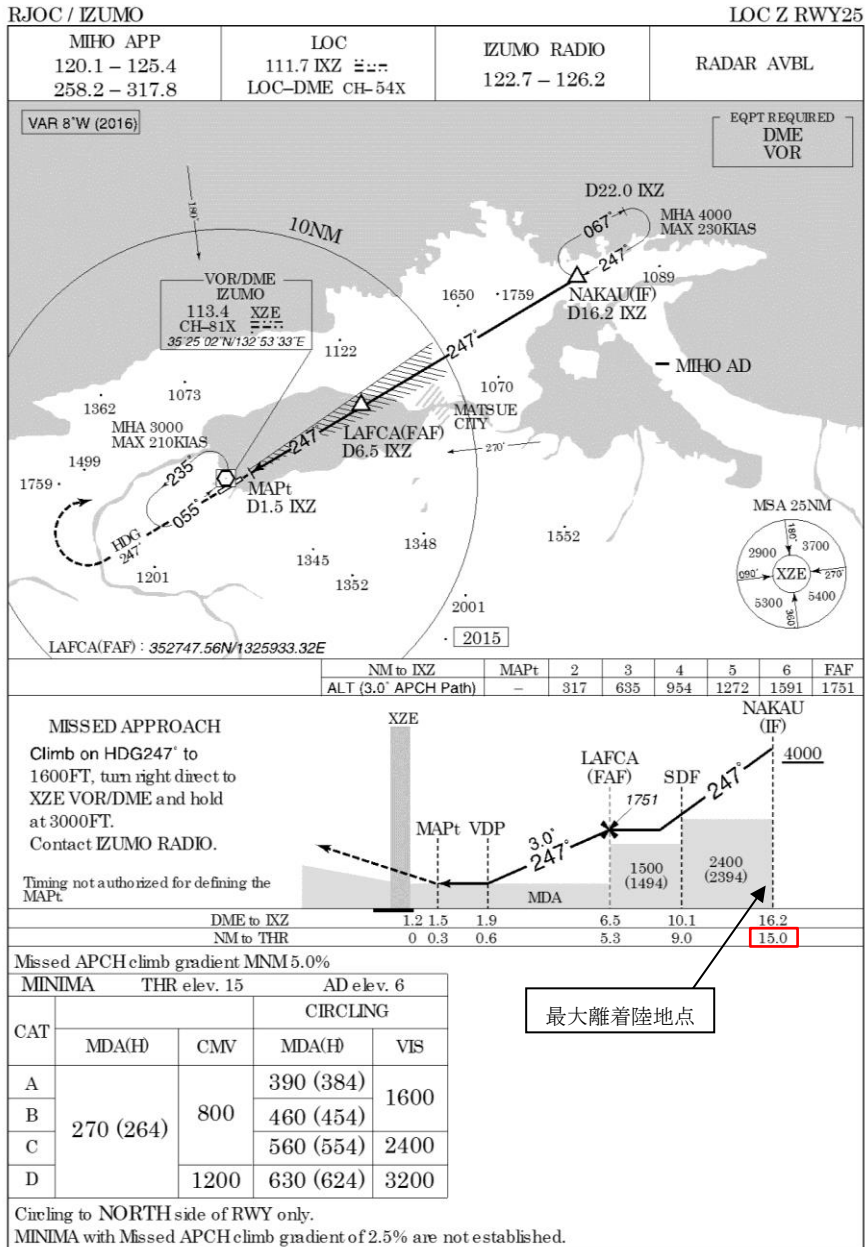 RJOC / IZUMO LOC Z RWY25
MIHO APP
120.1 – 125.4
258.2 – 317.8
LOC
111.7 IXZ
LOC–DME CH–54X
IZUMO RADIO
122.7 – 126.2
RADAR AVBL
VAR 8°W (2016)
EQPT REQUIRED
DME
VOR
180°
10NM
D22.0 IXZ
067°
MHA 4000
MAX 230KIAS
247°
1089
NAKAU(IF)
D16.2 IXZ
VOR/DME
IZUMO
113.4 XZE
CH–81X
35 25 02 N/132 53 33 E
1650
1759
247°
1122
MIHO AD
1070
1073
1362
MATSUE
CITY
LAFCA(FAF)
D6.5 IXZ
247°
270°
MHA 3000
MAX 210KIAS
1499
1759
235°
055°
MAPt
D1.5 IXZ
HDG
247°
1201
1345
1352
1348
1552
2001
2015
MSA 25NM
180°
2900 3700
090° XZE 270°
5300 5400
360°
LAFCA(FAF) : 352747.56N/1325933.32E
NM to IXZ MAPt 2 3 4 5 6 FAF
ALT (3.0° APCH Path) – 317 635 954 1272 1591 1751
MISSED APPROACH
Climb on HDG247° to
1600FT, turn right direct to
XZE VOR/DME and hold
at 3000FT.
Contact IZUMO RADIO.
Timing not authorized for defining the
MAPt.
XZE
NAKAU
(IF)
4000
LAFCA
(FAF)
SDF
247°
1751
MAPt VDP
3.0°
247°
MDA
1500
(1494)
2400
(2394)
DME to IXZ 1.2 1.5 1.9 6.5 10.1 16.2
NM to THR 0 0.3 0.6 5.3 9.0 15.0
Missed APCH climb gradient MNM 5.0%
MINIMA THR elev. 15 AD elev. 6
CAT
CIRCLING
MDA(H) CMV MDA(H) VIS
A 270 (264) 800 390 (384) 1600
B 460 (454)
C 560 (554) 2400
D 1200 630 (624) 3200
最大離着陸地点
Circling to NORTH side of RWY only.
MINIMA with Missed APCH climb gradient of 2.5% are not established.